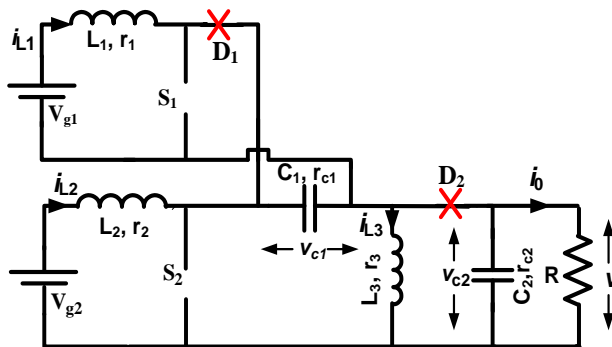 iL1
L1, r1
D1
S1
Vg1
C1, rc1
D2
i0
iL2
L2, r2
iL3
vc1
S2
L3, r3
vc2
C2,rc2
R
v
Vg2